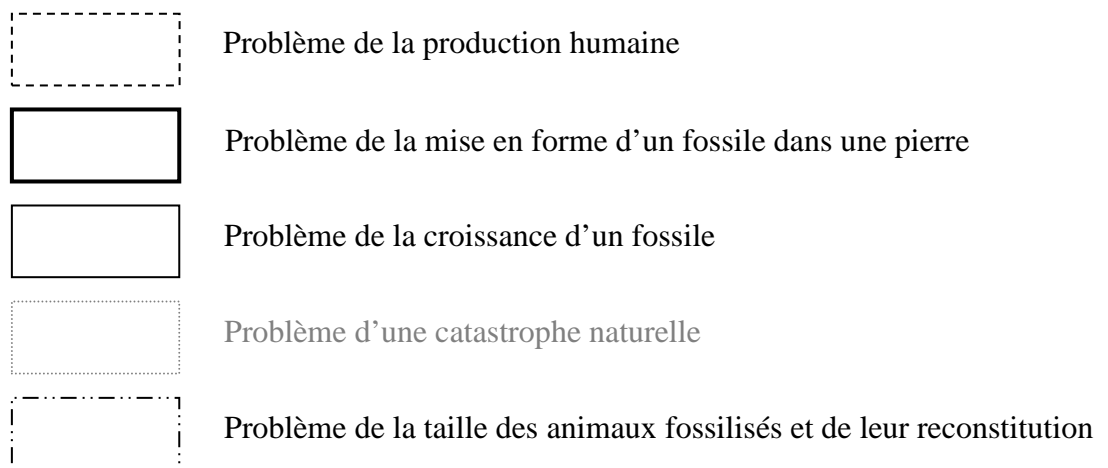 Problème de la production humaine
Problème de la mise en forme d’un fossile dans une pierre
Problème de la croissance d’un fossile
Problème d’une catastrophe naturelle
Problème de la taille des animaux fossilisés et de leur reconstitution